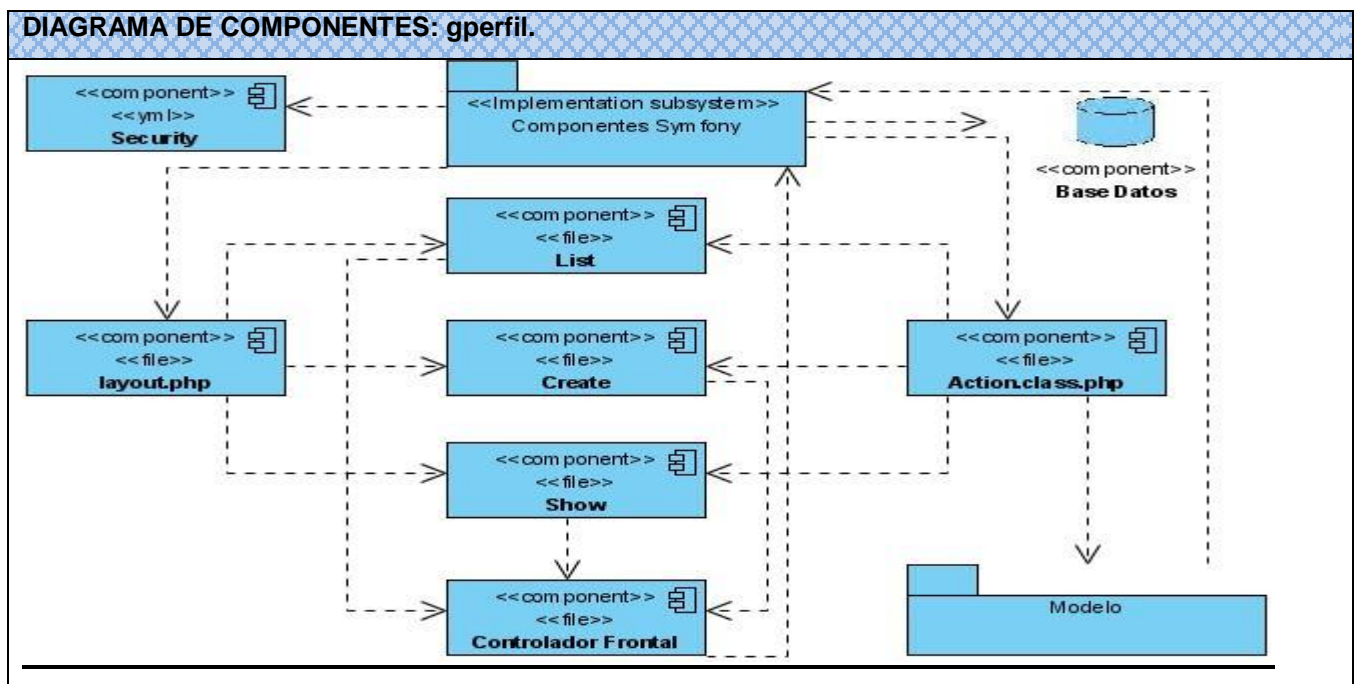 DIAGRAMA DE COMPONENTES: gperfil.
<<component>>
<<yml>>
Security
<<Implementation subsystem>>
Componentes Symfony
<<component>>
Base Datos
<<component>>
<<file>>
List
<<component>>
<<file>>
layout.php
<<component>>
<<file>>
Create
<<component>>
<<file>>
Action.class.php
<<component>>
<<file>>
Show
<<component>>
<<file>>
Controlador Frontal
Modelo